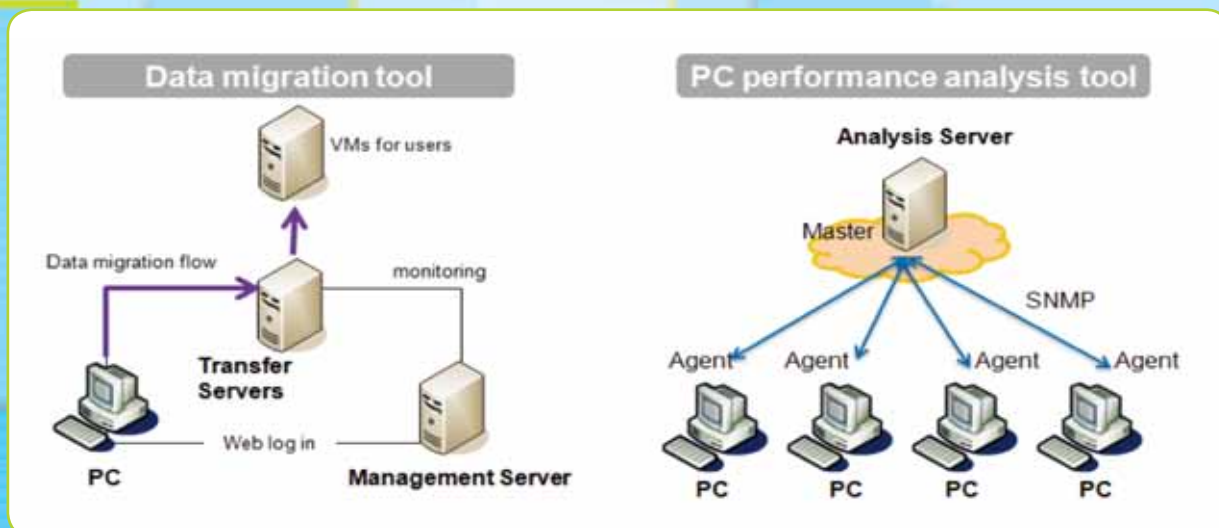 Data migration tool
VMs for users
Data migration flow
monitoring
Transfer
Servers
Web log in
PC
Management Server
PC performance analysis tool
Analysis Server
Master
SNMP
Agent Agent Agent Agent
PC PC PC PC